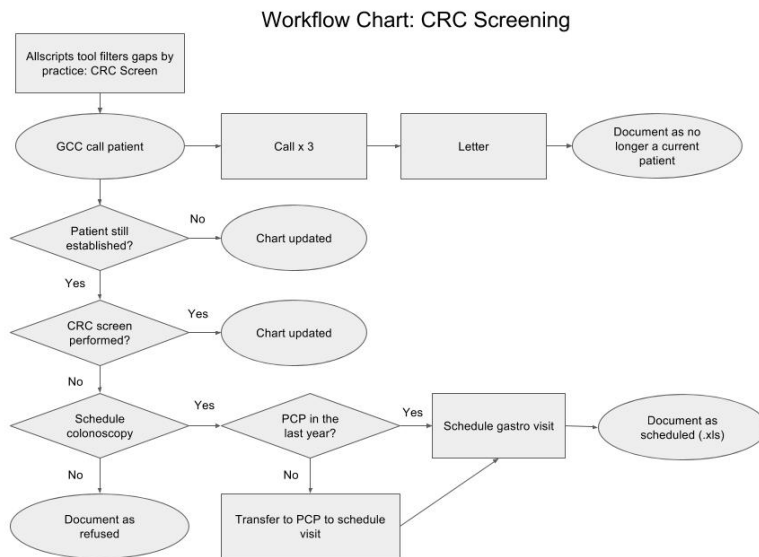 Workflow Chart: CRC Screening
Allscripts tool filters gaps by
practice: CRC Screen
GCC call patient
Call x 3
Letter
Document as no
longer a current
patient
Patient still
established?
No
Chart updated
Yes
CRC screen
performed?
Yes
Chart updated
No
Schedule
colonoscopy
Yes
PCP in the
last year?
Yes
Schedule gastro visit
Document as
scheduled (.xls)
No
No
Document as
refused
Transfer to PCP to schedule
visit